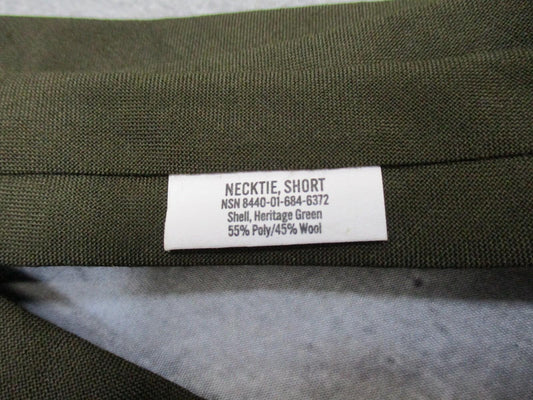 NECKTIE, SHORT
NSN 8440-01-684-6372
Shell, Heritage Green
55% Poly/45% Wool